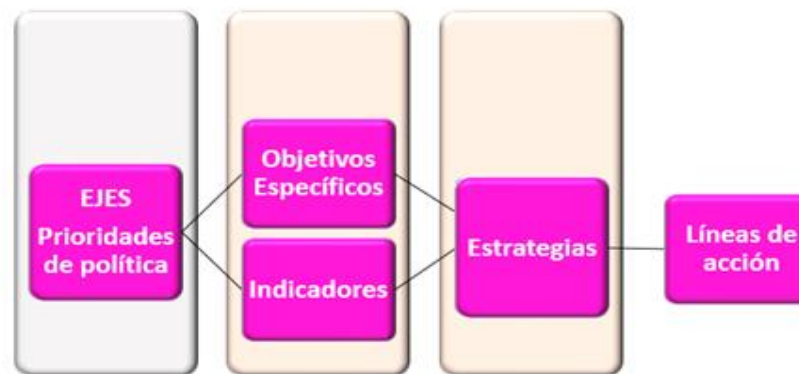 EJES
Prioridades
de política
Objetivos
Específicos
Indicadores
Estrategias
Líneas de
acción